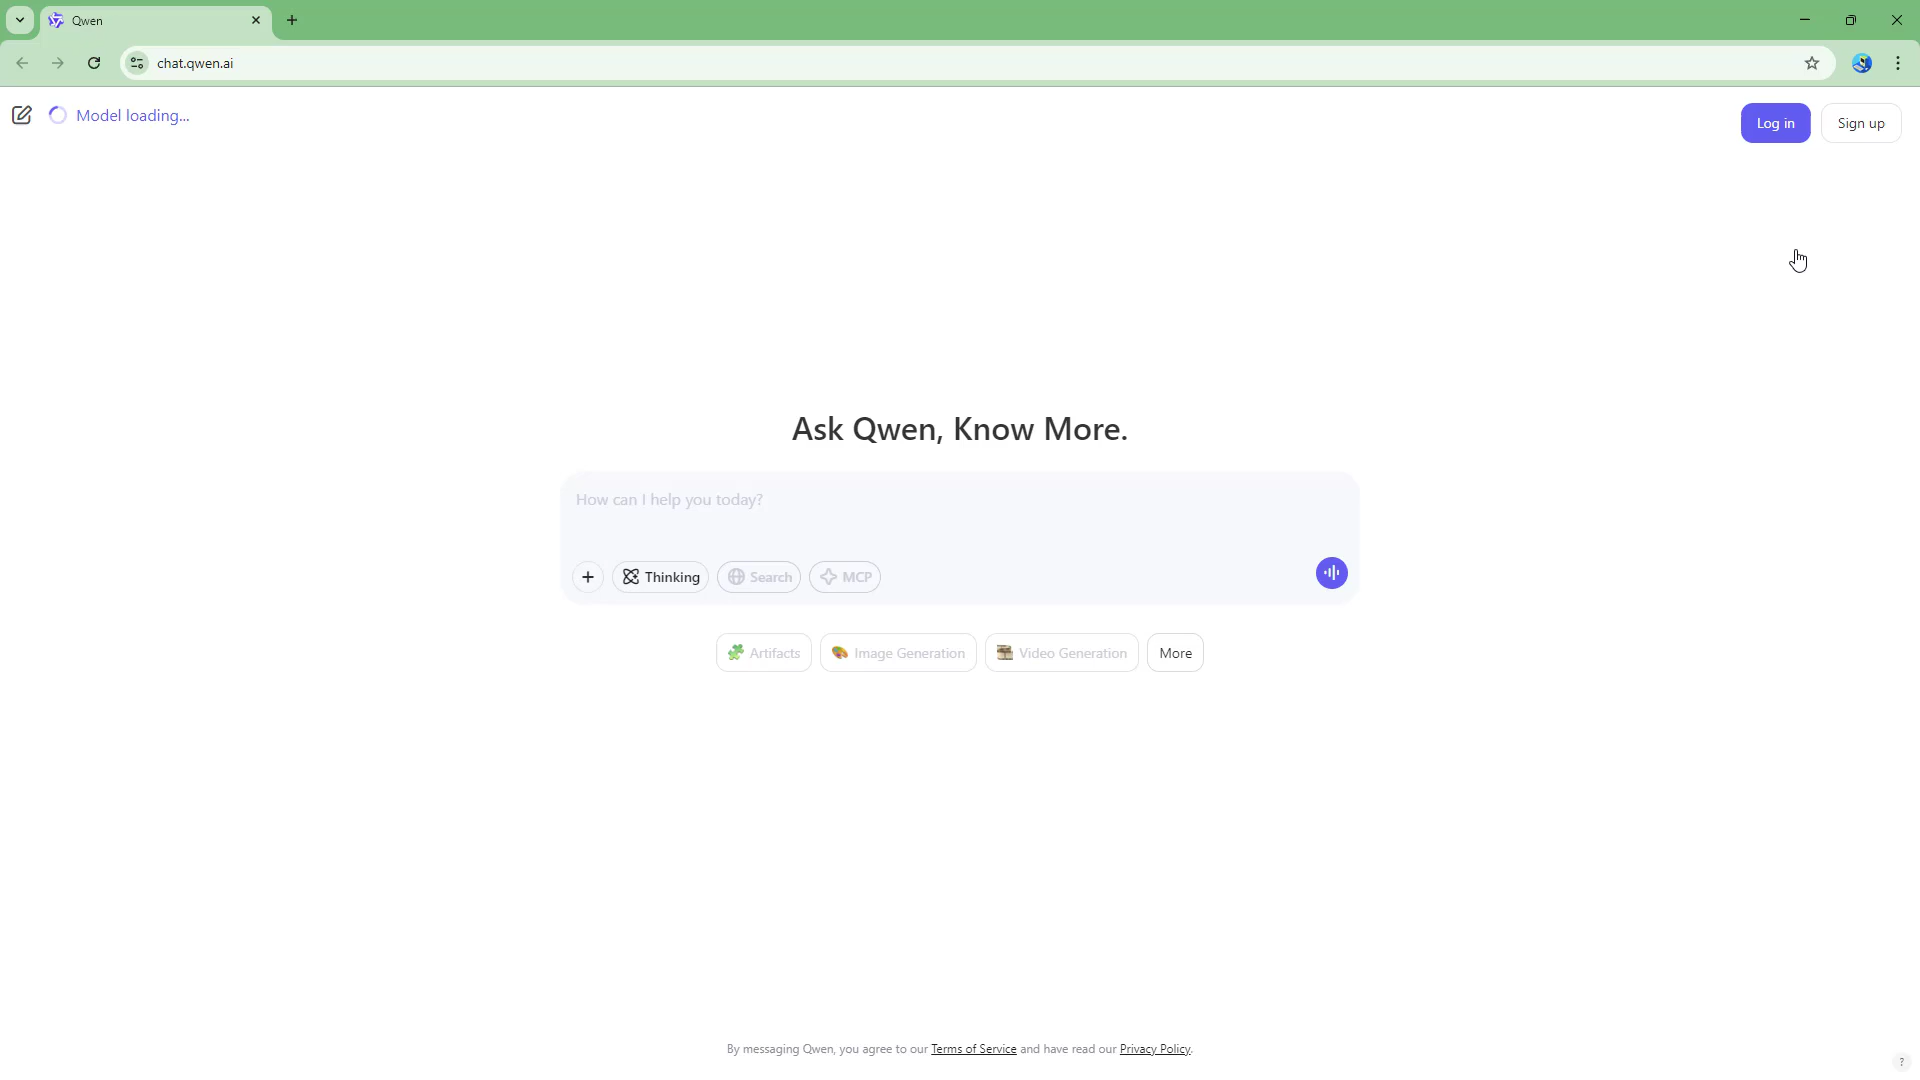 Qwen
chat.qwen.ai
Model loading...
Log in
Sign up
Ask Qwen, Know More.
How can I help you today?
Thinking
Search
MCP
Artifacts
Image Generation
Video Generation
More
By messaging Qwen, you agree to our Terms of Service and have read our Privacy Policy.
?